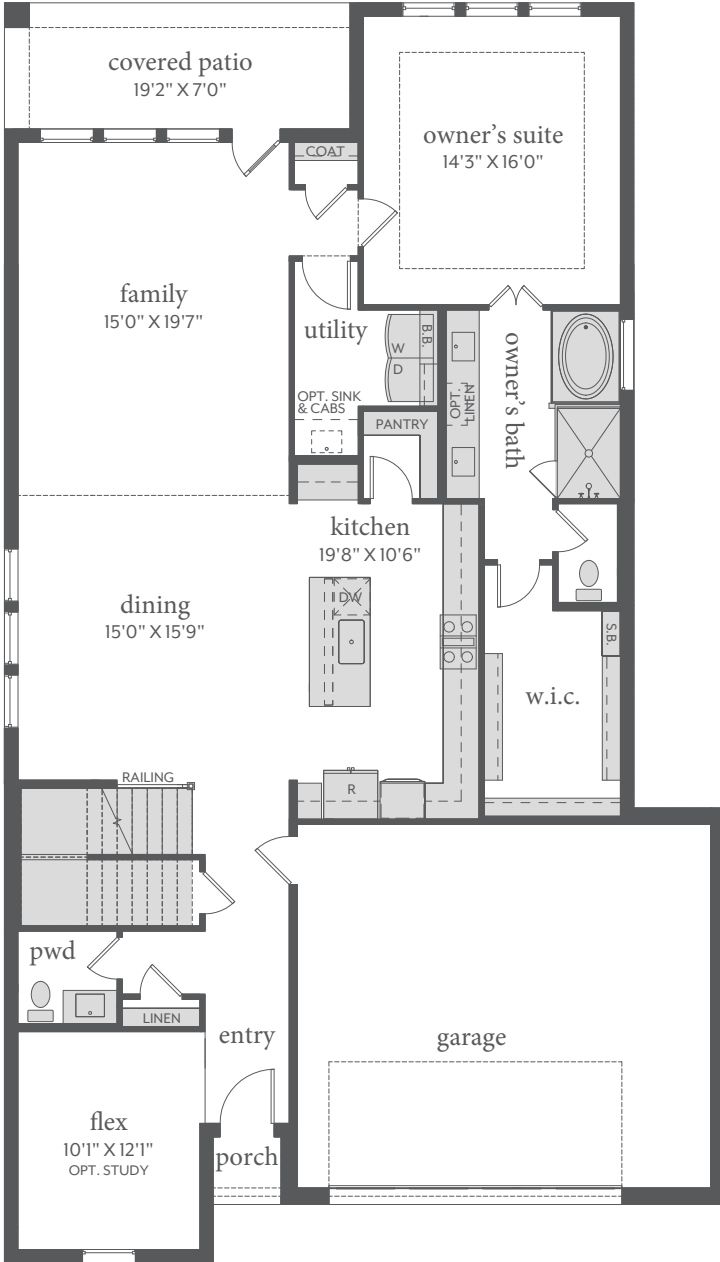 covered patio
19'2" X 7'0"
owner's suite
14'3" X 16'0"
COAT
family
15'0" X 19'7"
utility
W
D
B.B.
OPT. SINK
& CABS
OPT.
LINEN
owner's bath
PANTRY
kitchen
19'8" X 10'6"
DW
dining
15'0" X 15'9"
S.B.
w.i.c.
RAILING
R
pwd
LINEN
entry
garage
flex
10'1" X 12'1"
OPT. STUDY
porch